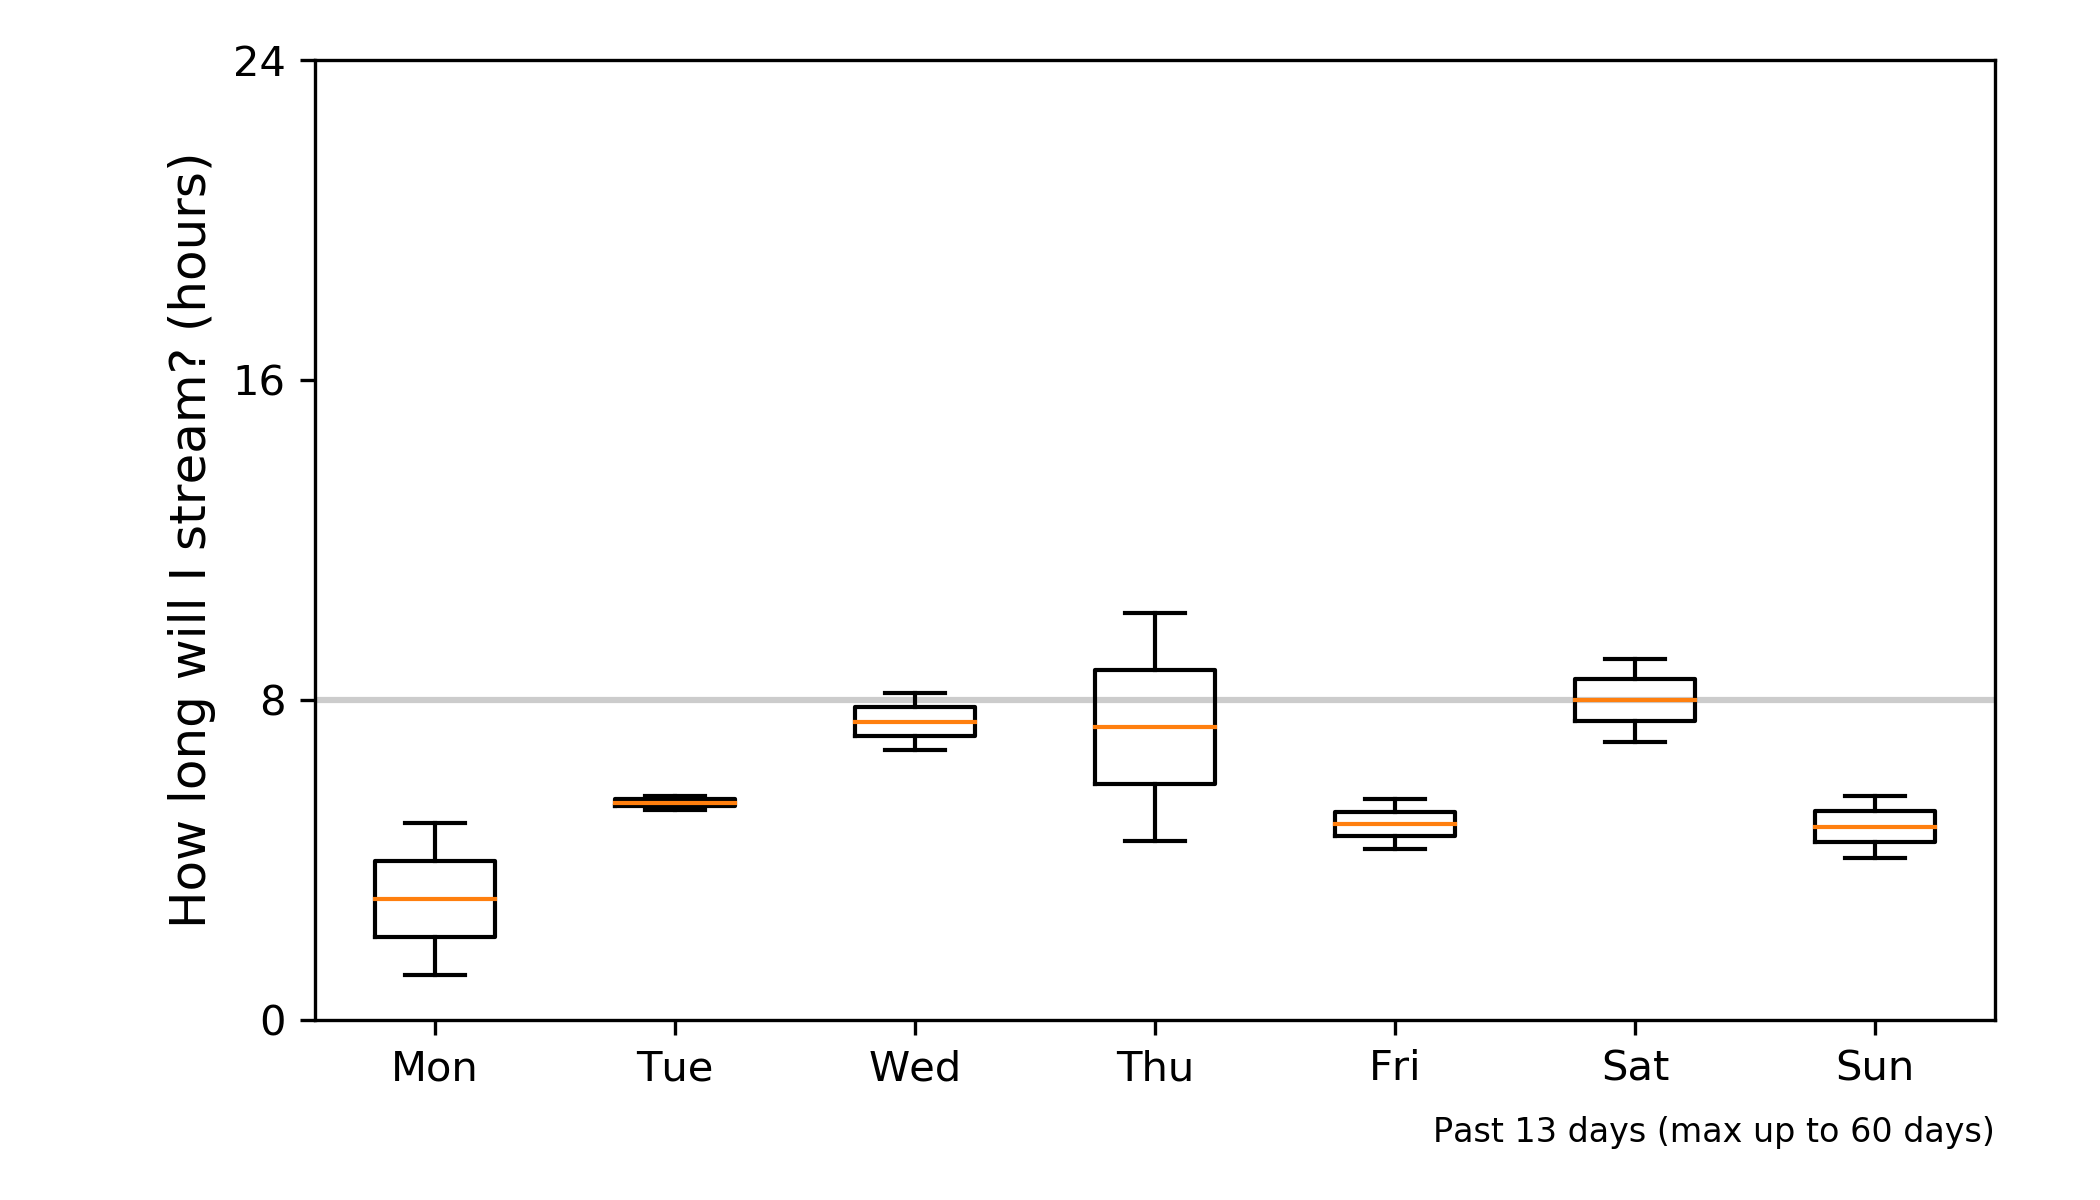 How long will I stream? (hours)
24
16
8
0
Mon Tue Wed Thu Fri Sat Sun
Past 13 days (max up to 60 days)